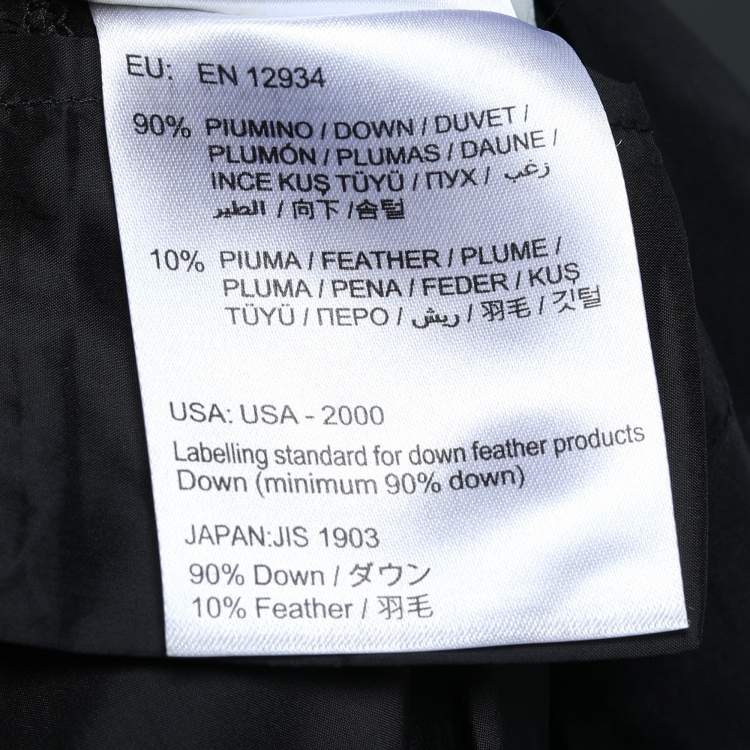 EU: EN 12934
90% PIUMINO / DOWN / DUVET /
PLUMÓN / PLUMAS / DAUNE /
INCE KUŞ TÜYÜ / ПУХ / زغب
الطير / 向下 /솜털
10% PIUMA / FEATHER / PLUME /
PLUMA / PENA / FEDER / KUŞ
TÜYÜ / ПЕРО / ريش / 羽毛 / 깃털
USA: USA - 2000
Labelling standard for down feather products
Down (minimum 90% down)
JAPAN:JIS 1903
90% Down / ダウン
10% Feather / 羽毛